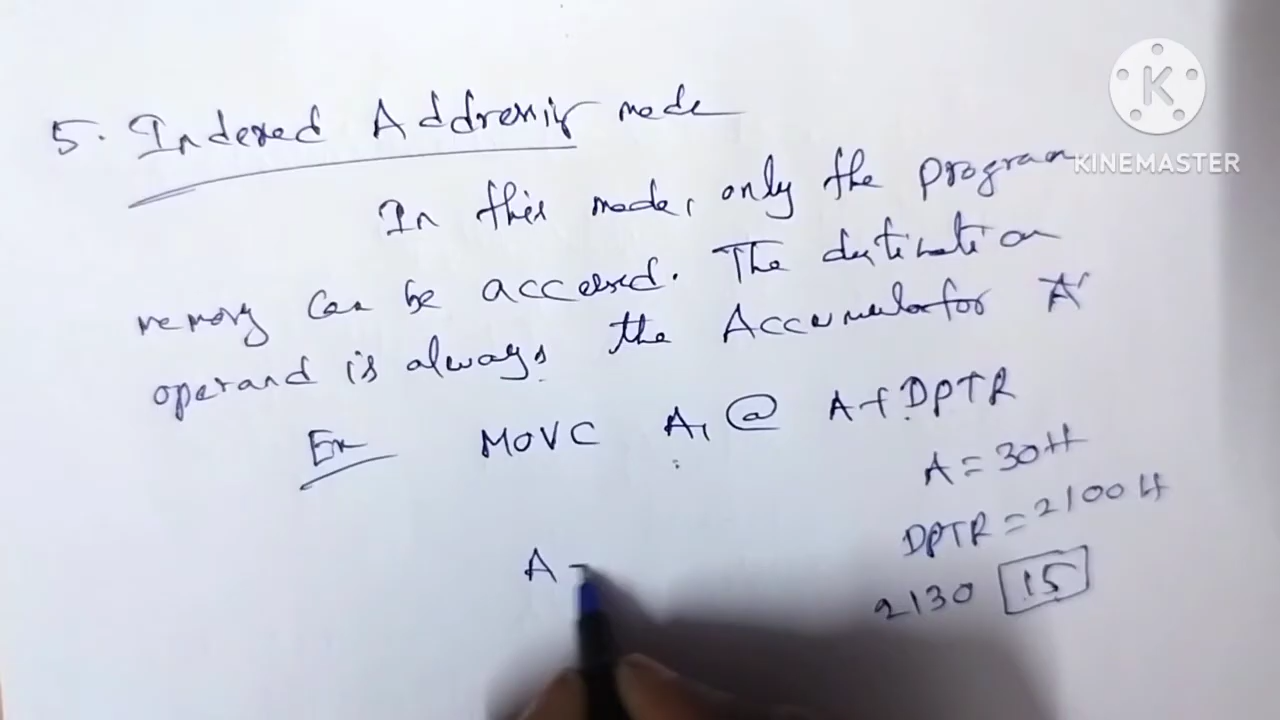 5. Indexed Addressing mode
In this mode, only the program
memory can be accessed. The destination
operand is always the Accumulator 'A'
Ex MOVC A, @ A + DPTR
A = 30H
DPTR = 2100H
2130 15
A -
K
KINEMASTER